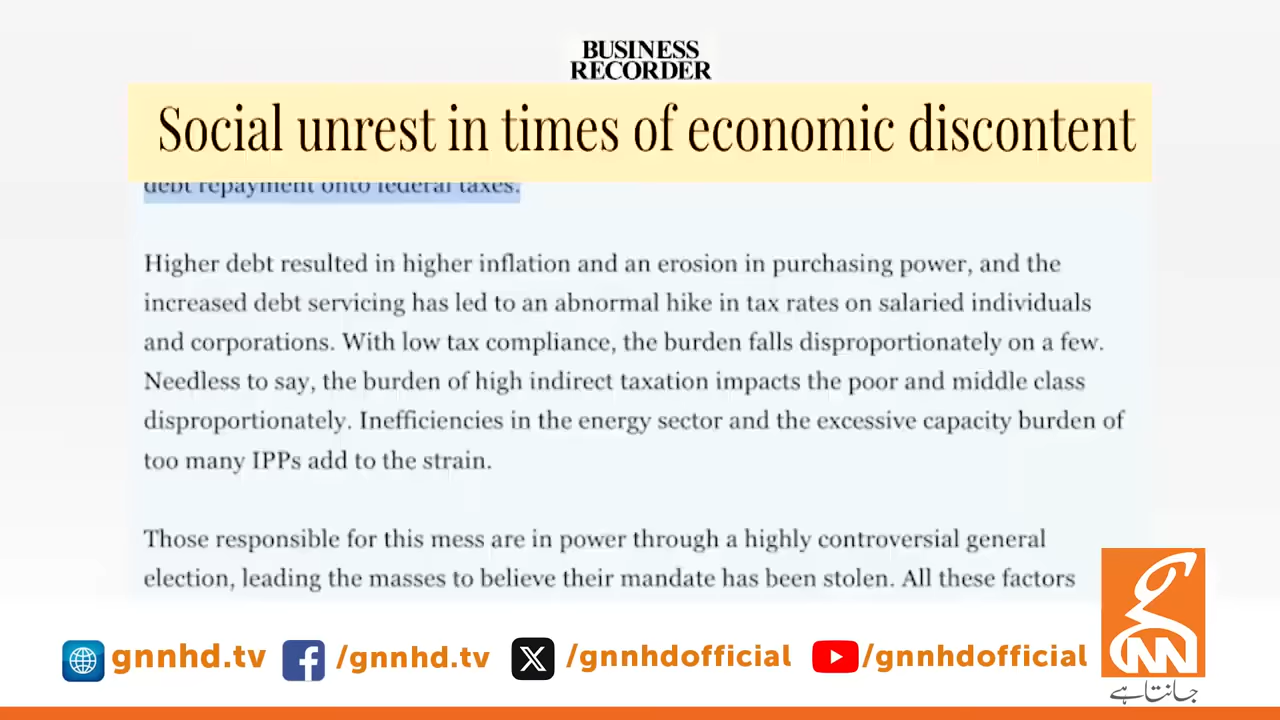 BUSINESS
RECORDER
Social unrest in times of economic discontent
debt repayment onto federal taxes.
Higher debt resulted in higher inflation and an erosion in purchasing power, and the
increased debt servicing has led to an abnormal hike in tax rates on salaried individuals
and corporations. With low tax compliance, the burden falls disproportionately on a few.
Needless to say, the burden of high indirect taxation impacts the poor and middle class
disproportionately. Inefficiencies in the energy sector and the excessive capacity burden of
too many IPPs add to the strain.
Those responsible for this mess are in power through a highly controversial general
election, leading the masses to believe their mandate has been stolen. All these factors
gnnhd.tv /gnnhd.tv /gnnhdofficial /gnnhdofficial
GNN
جانتا ہے